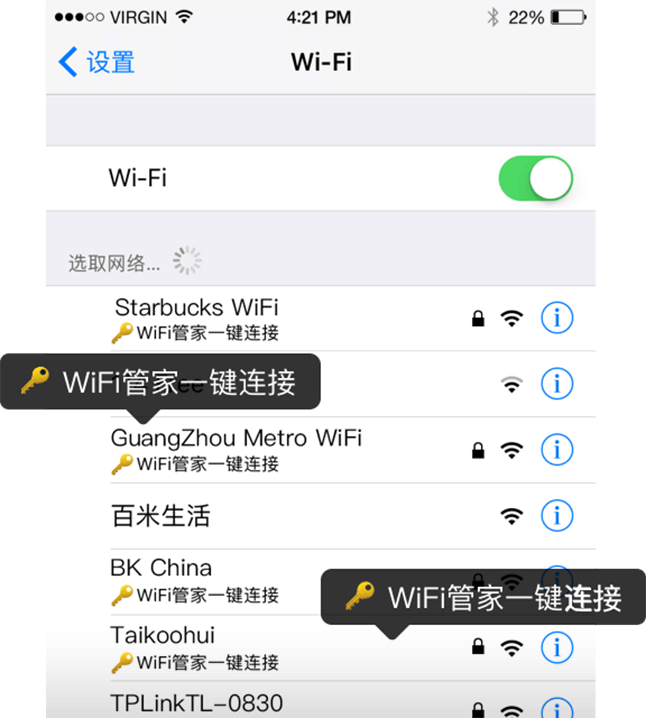 VIRGIN 4:21 PM 22%
设置 Wi-Fi
Wi-Fi
选取网络...
Starbucks WiFi
WiFi管家一键连接
WiFi管家一键连接
GuangZhou Metro WiFi
WiFi管家一键连接
百米生活
BK China
WiFi管家一键连接
WiFi管家一键连接
Taikoohui
WiFi管家一键连接
TPLinkTL-0830